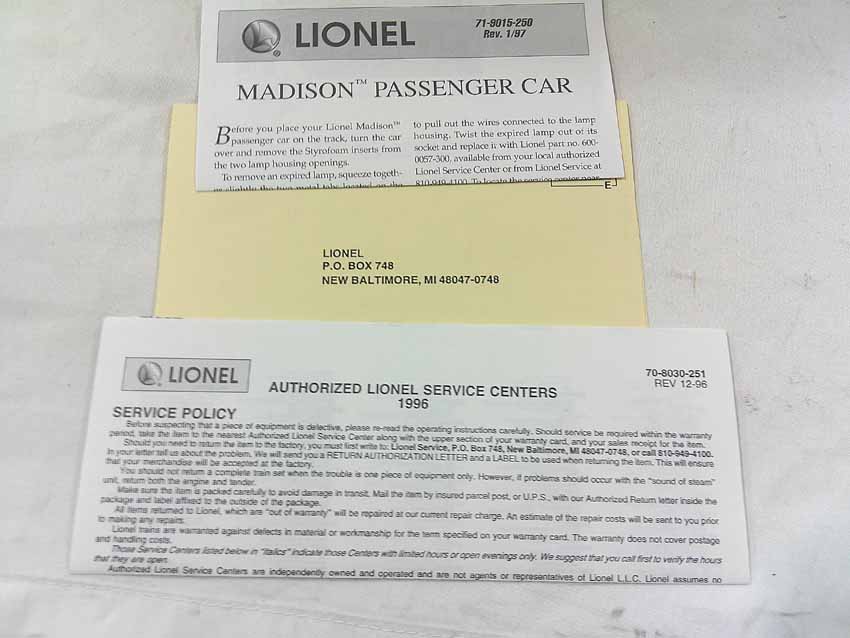 LIONEL
71-9015-250
Rev. 1/97
MADISON™ PASSENGER CAR
Before you place your Lionel Madison™
passenger car on the track, turn the car
over and remove the Styrofoam inserts from
the two lamp housing openings.
To remove an expired lamp, squeeze togeth-
er slightly the two metal tabs located on the
to pull out the wires connected to the lamp
housing. Twist the expired lamp out of its
socket and replace it with Lionel part no. 600-
0057-300, available from your local authorized
Lionel Service Center or from Lionel Service at
810-949-4100. To locate the service center near
E
LIONEL
P.O. BOX 748
NEW BALTIMORE, MI 48047-0748
LIONEL
70-8030-251
REV 12-96
AUTHORIZED LIONEL SERVICE CENTERS
1996
SERVICE POLICY
Before suspecting that a piece of equipment is defective, please re-read the operating instructions carefully. Should service be required within the warranty
period, take the item to the nearest Authorized Lionel Service Center along with the upper section of your warranty card, and your sales receipt for the item.
Should you need to return the item to the factory, you must first write to: Lionel Service, P.O. Box 748, New Baltimore, MI 48047-0748, or call 810-949-4100.
In your letter tell us about the problem. We will send you a RETURN AUTHORIZATION LETTER and a LABEL to be used when returning the item. This will ensure
that your merchandise will be accepted at the factory.
You should not return a complete train set when the trouble is one piece of equipment only. However, it problems should occur with the "sound of steam"
unit, return both the engine and tender.
Make sure the item is packed carefully to avoid damage in transit. Mail the item by insured parcel post, or U.P.S., with our Authorized Return letter inside the
package and label affixed to the outside of the package.
All items returned to Lionel, which are "out of warranty" will be repaired at our current repair charge. An estimate of the repair costs will be sent to you prior
to making any repairs.
Lionel trains are warranted against defects in material or workmanship for the term specified on your warranty card. The warranty does not cover postage
and handling costs.
Those Service Centers listed below in "italics" indicate those Centers with limited hours or open evenings only. We suggest that you call first to verify the hours
that they are open.
Authorized Lionel Service Centers are independently owned and operated and are not agents or representatives of Lionel L.L.C. Lionel assumes no